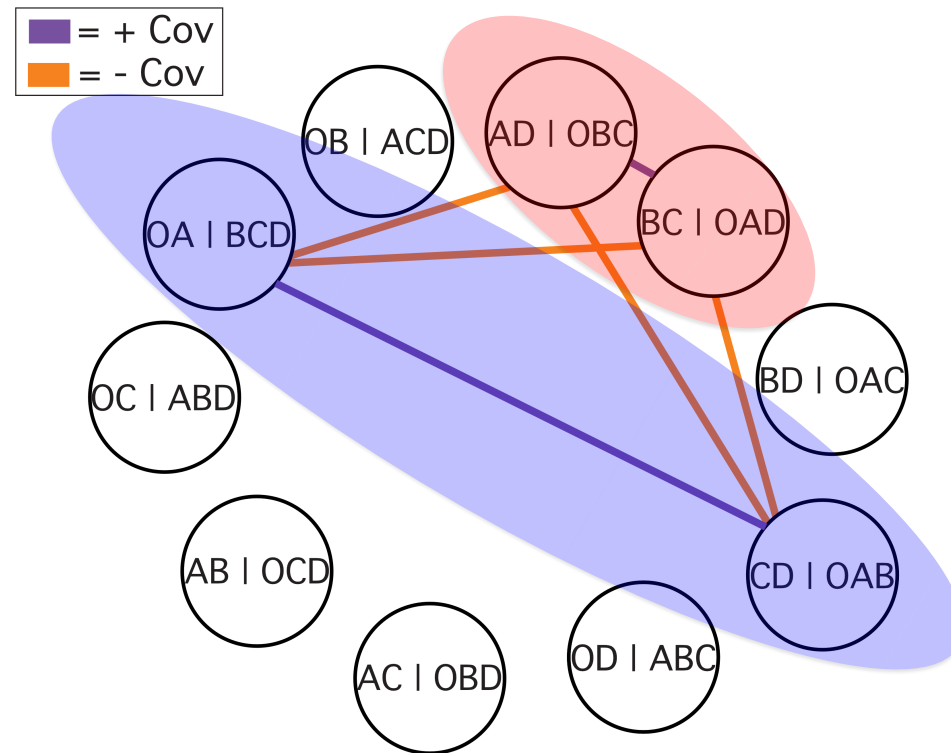 = + Cov
= - Cov
OB | ACD
AD | OBC
BC | OAD
OA | BCD
BD | OAC
OC | ABD
AB | OCD
CD | OAB
OD | ABC
AC | OBD